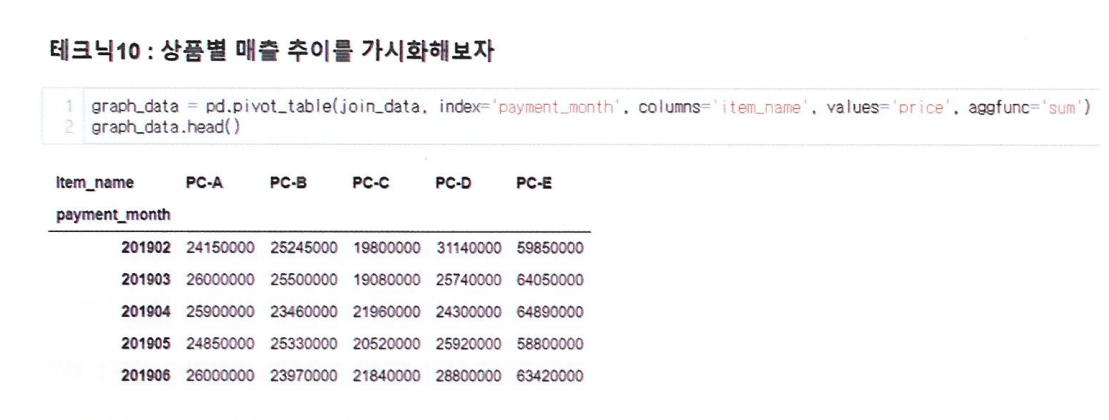 테크닉10 : 상품별 매출 추이를 가시화해보자
1 graph_data = pd.pivot_table(join_data, index='payment_month', columns='item_name', values='price', aggfunc='sum')
2 graph_data.head()
item_name PC-A PC-B PC-C PC-D PC-E
payment_month
201902 24150000 25245000 19800000 31140000 59850000
201903 26000000 25500000 19080000 25740000 64050000
201904 25900000 23460000 21960000 24300000 64890000
201905 24850000 25330000 20520000 25920000 58800000
201906 26000000 23970000 21840000 28800000 63420000